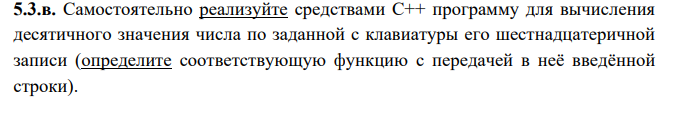 5.3.в. Самостоятельно реализуйте средствами С++ программу для вычисления
десятичного значения числа по заданной с клавиатуры его шестнадцатеричной
записи (определите соответствующую функцию с передачей в неё введённой
строки).